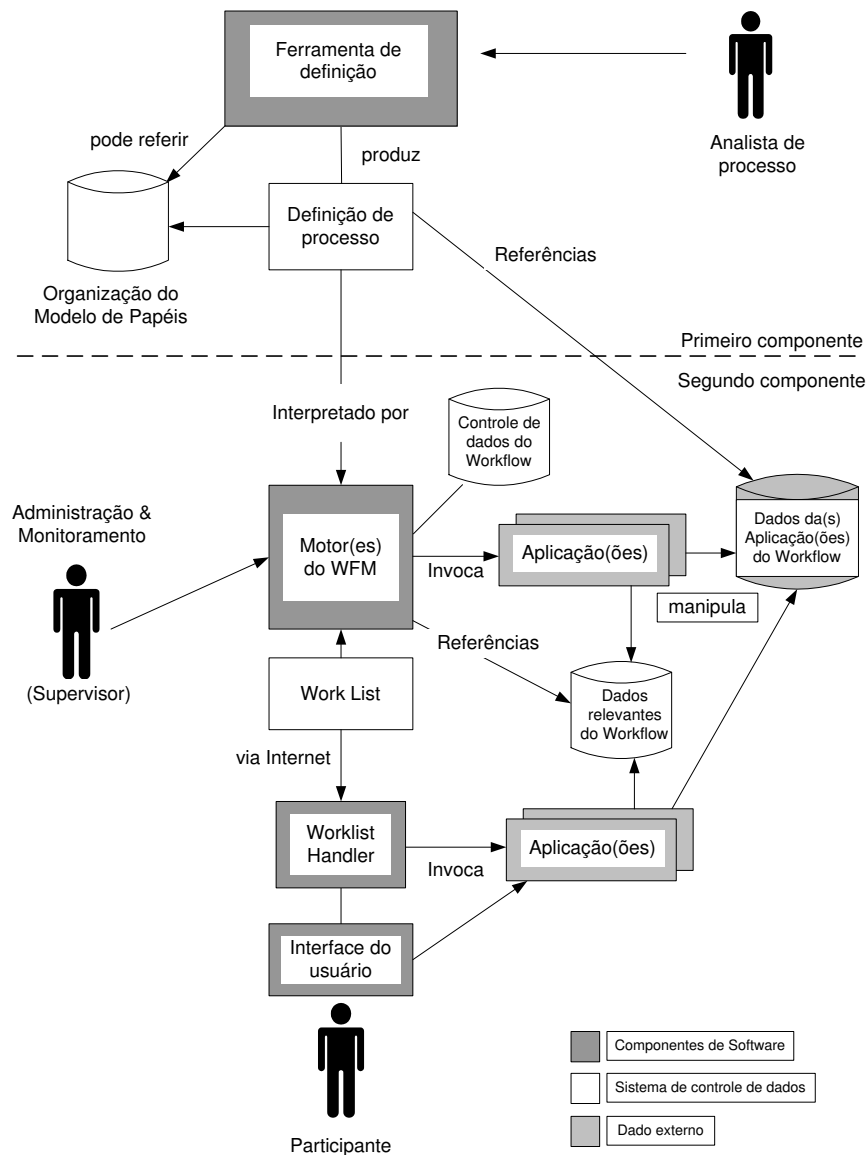 Ferramenta de
definição
Analista de
processo
pode referir
produz
Definição de
processo
Referências
Organização do
Modelo de Papéis
Primeiro componente
Segundo componente
Interpretado por
Controle de
dados do
Workflow
Administração &
Monitoramento
Motor(es)
do WFM
Invoca
Aplicação(ões)
Dados da(s)
Aplicação(ões)
do Workflow
manipula
(Supervisor)
Referências
Work List
Dados
relevantes
do Workflow
via Internet
Worklist
Handler
Invoca
Aplicação(ões)
Interface do
usuário
Participante
Componentes de Software
Sistema de controle de dados
Dado externo